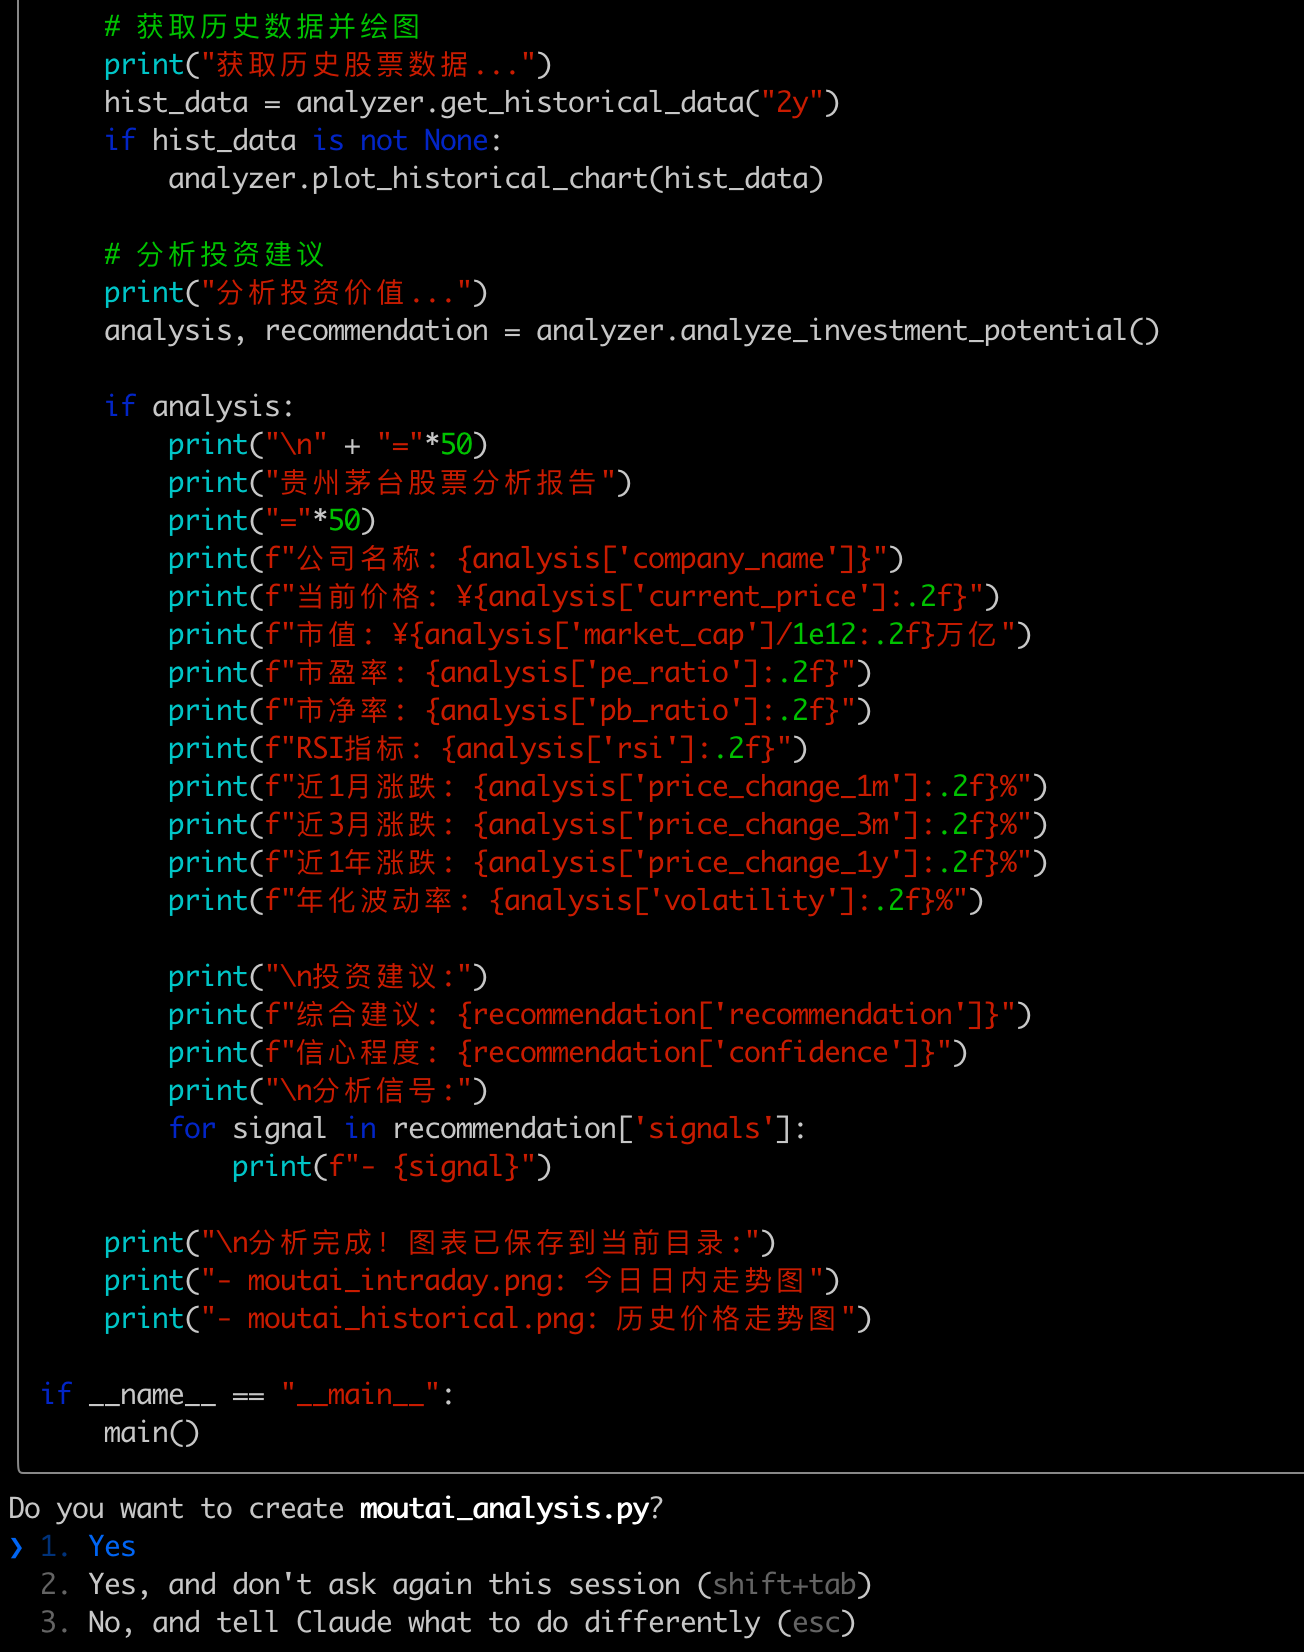 # 获取历史数据并绘图
print("获取历史股票数据...")
hist_data = analyzer.get_historical_data("2y")
if hist_data is not None:
    analyzer.plot_historical_chart(hist_data)
# 分析投资建议
print("分析投资价值...")
analysis, recommendation = analyzer.analyze_investment_potential()
if analysis:
    print("\n" + "="*50)
    print("贵州茅台股票分析报告")
    print("="*50)
    print(f"公司名称: {analysis['company_name']}")
    print(f"当前价格: ¥{analysis['current_price']:.2f}")
    print(f"市值: ¥{analysis['market_cap']/1e12:.2f}万亿")
    print(f"市盈率: {analysis['pe_ratio']:.2f}")
    print(f"市净率: {analysis['pb_ratio']:.2f}")
    print(f"RSI指标: {analysis['rsi']:.2f}")
    print(f"近1月涨跌: {analysis['price_change_1m']:.2f}%")
    print(f"近3月涨跌: {analysis['price_change_3m']:.2f}%")
    print(f"近1年涨跌: {analysis['price_change_1y']:.2f}%")
    print(f"年化波动率: {analysis['volatility']:.2f}%")
    print("\n投资建议:")
    print(f"综合建议: {recommendation['recommendation']}")
    print(f"信心程度: {recommendation['confidence']}")
    print("\n分析信号:")
    for signal in recommendation['signals']:
        print(f"- {signal}")
print("\n分析完成! 图表已保存到当前目录:")
print("- moutai_intraday.png: 今日日内走势图")
print("- moutai_historical.png: 历史价格走势图")
if __name__ == "__main__":
    main()
Do you want to create moutai_analysis.py?
❯ 1. Yes
2. Yes, and don't ask again this session (shift+tab)
3. No, and tell Claude what to do differently (esc)